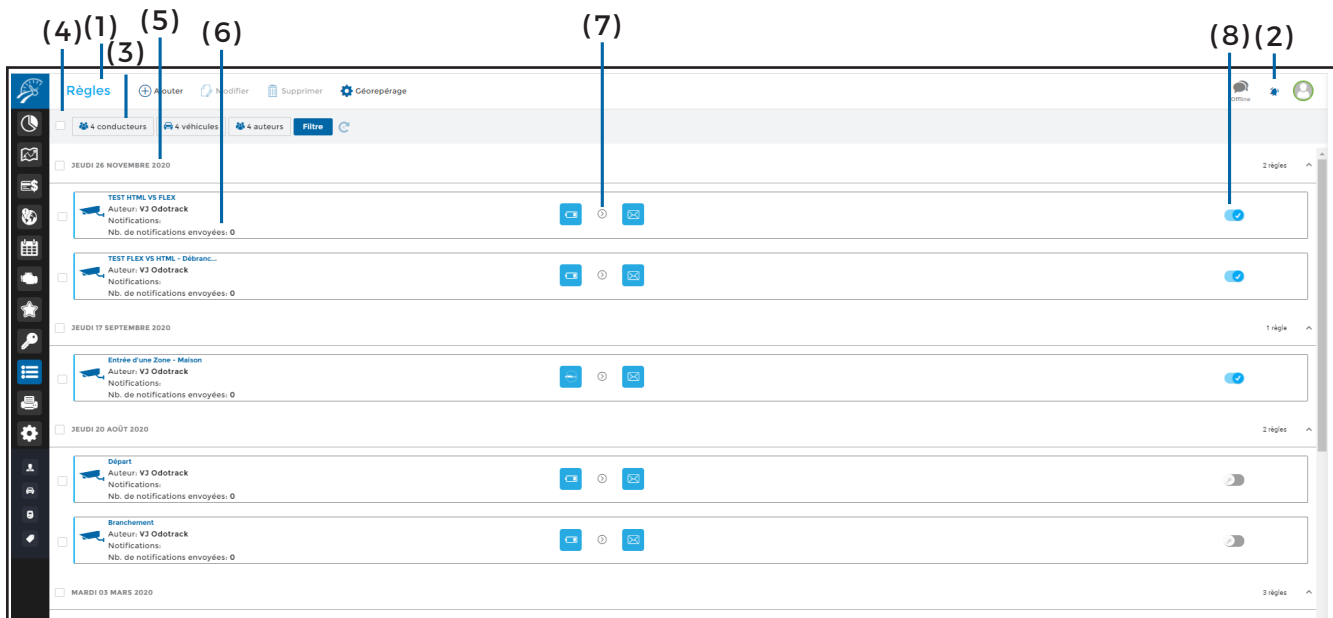 (4)(1) (5) (6) (7) (8)(2)
(3)
Règles Ajouter Modifier Supprimer Géorepérage Offline
4 conducteurs 4 véhicules 4 auteurs Filtre
JEUDI 26 NOVEMBRE 2020 2 règles
TEST HTML VS FLEX
Auteur: VJ Odotrack
Notifications:
Nb. de notifications envoyées: 0
TEST FLEX VS HTML - Débranc...
Auteur: VJ Odotrack
Notifications:
Nb. de notifications envoyées: 0
JEUDI 17 SEPTEMBRE 2020 1 règle
Entrée d'une Zone - Maison
Auteur: VJ Odotrack
Notifications:
Nb. de notifications envoyées: 0
JEUDI 20 AOÛT 2020 2 règles
Départ
Auteur: VJ Odotrack
Notifications:
Nb. de notifications envoyées: 0
Branchement
Auteur: VJ Odotrack
Notifications:
Nb. de notifications envoyées: 0
MARDI 03 MARS 2020 3 règles